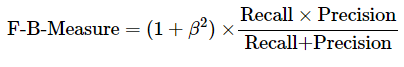 F-B-Measure = (1 + β²) × Recall × Precision / Recall+Precision